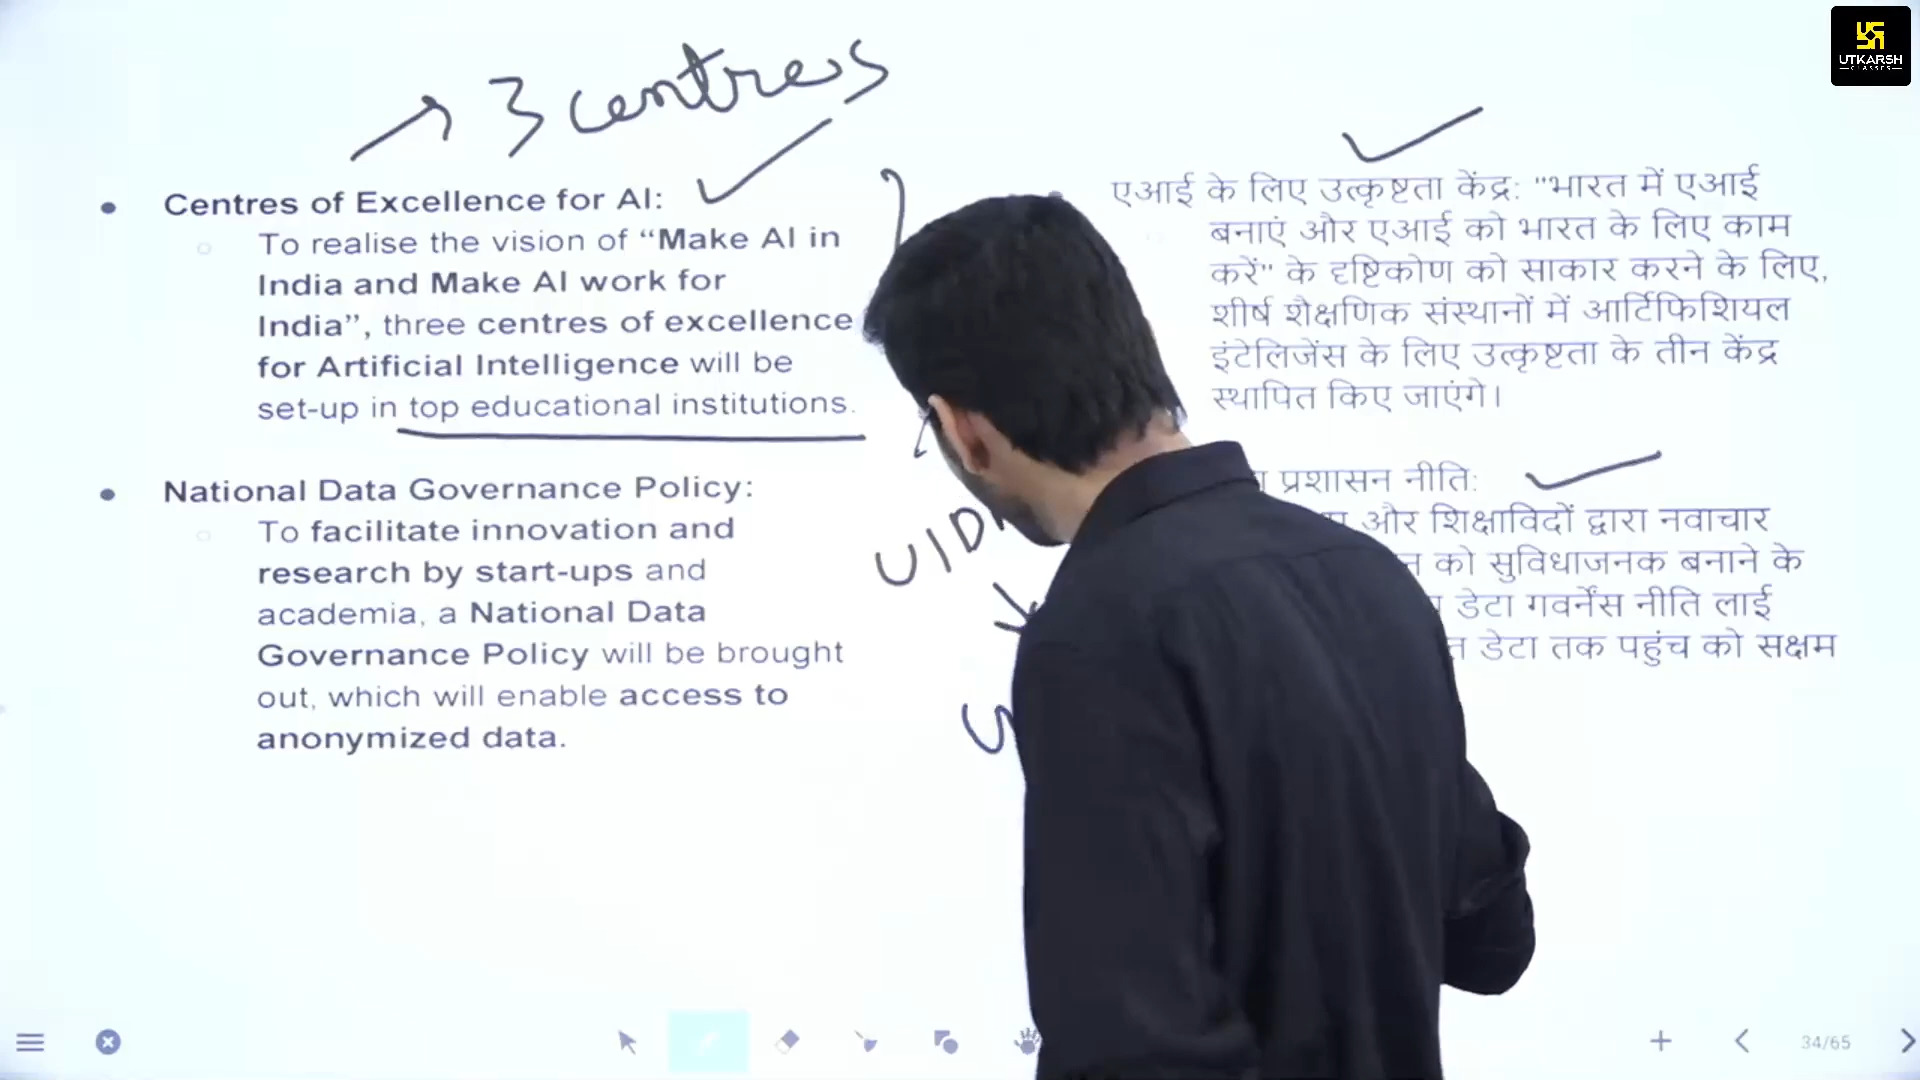 3 centres
UTKARSH
CLASSES
Centres of Excellence for AI:
To realise the vision of “Make AI in
India and Make AI work for
India”, three centres of excellence
for Artificial Intelligence will be
set-up in top educational institutions.
National Data Governance Policy:
To facilitate innovation and
research by start-ups and
academia, a National Data
Governance Policy will be brought
out, which will enable access to
anonymized data.
UID
एआई के लिए उत्कृष्टता केंद्र: "भारत में एआई
बनाएं और एआई को भारत के लिए काम
करें" के दृष्टिकोण को साकार करने के लिए,
शीर्ष शैक्षणिक संस्थानों में आर्टिफिशियल
इंटेलिजेंस के लिए उत्कृष्टता के तीन केंद्र
स्थापित किए जाएंगे।
प्रशासन नीति:
और शिक्षाविदों द्वारा नवाचार
को सुविधाजनक बनाने के
डेटा गवर्नेंस नीति लाई
डेटा तक पहुंच को सक्षम
34/65